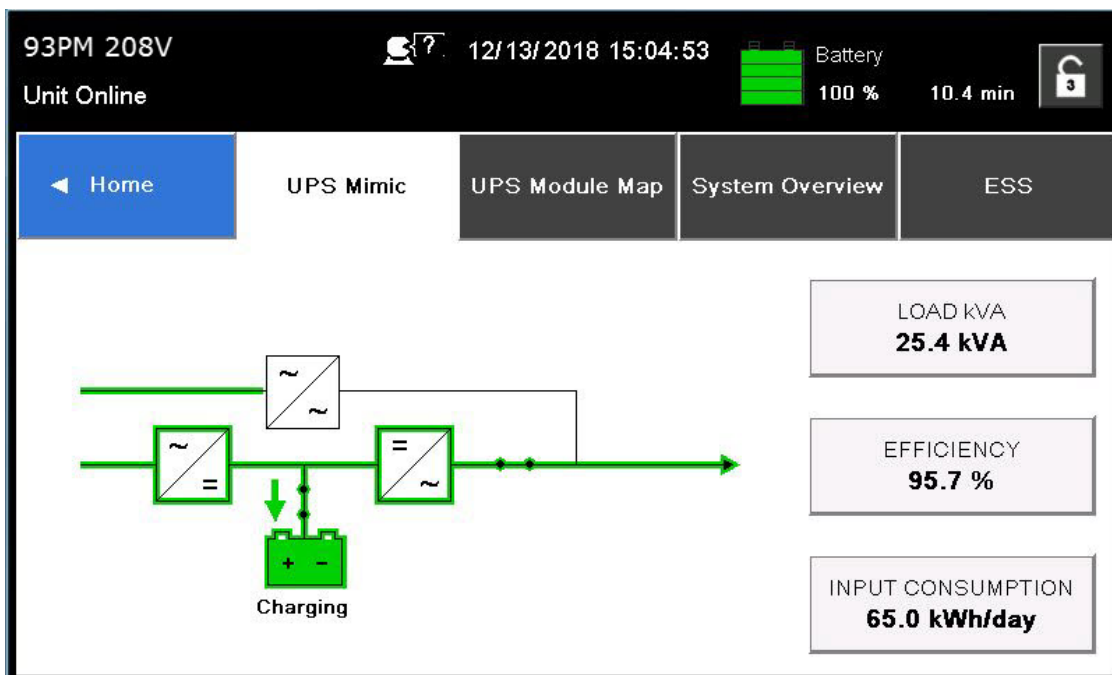 93PM 208V
?
12/13/2018 15:04:53
Battery
Unit Online
100 %
10.4 min
3
◄ Home
UPS Mimic
UPS Module Map
System Overview
ESS
LOAD kVA
25.4 kVA
~
~
~
=
=
~
EFFICIENCY
95.7 %
+ -
Charging
INPUT CONSUMPTION
65.0 kWh/day